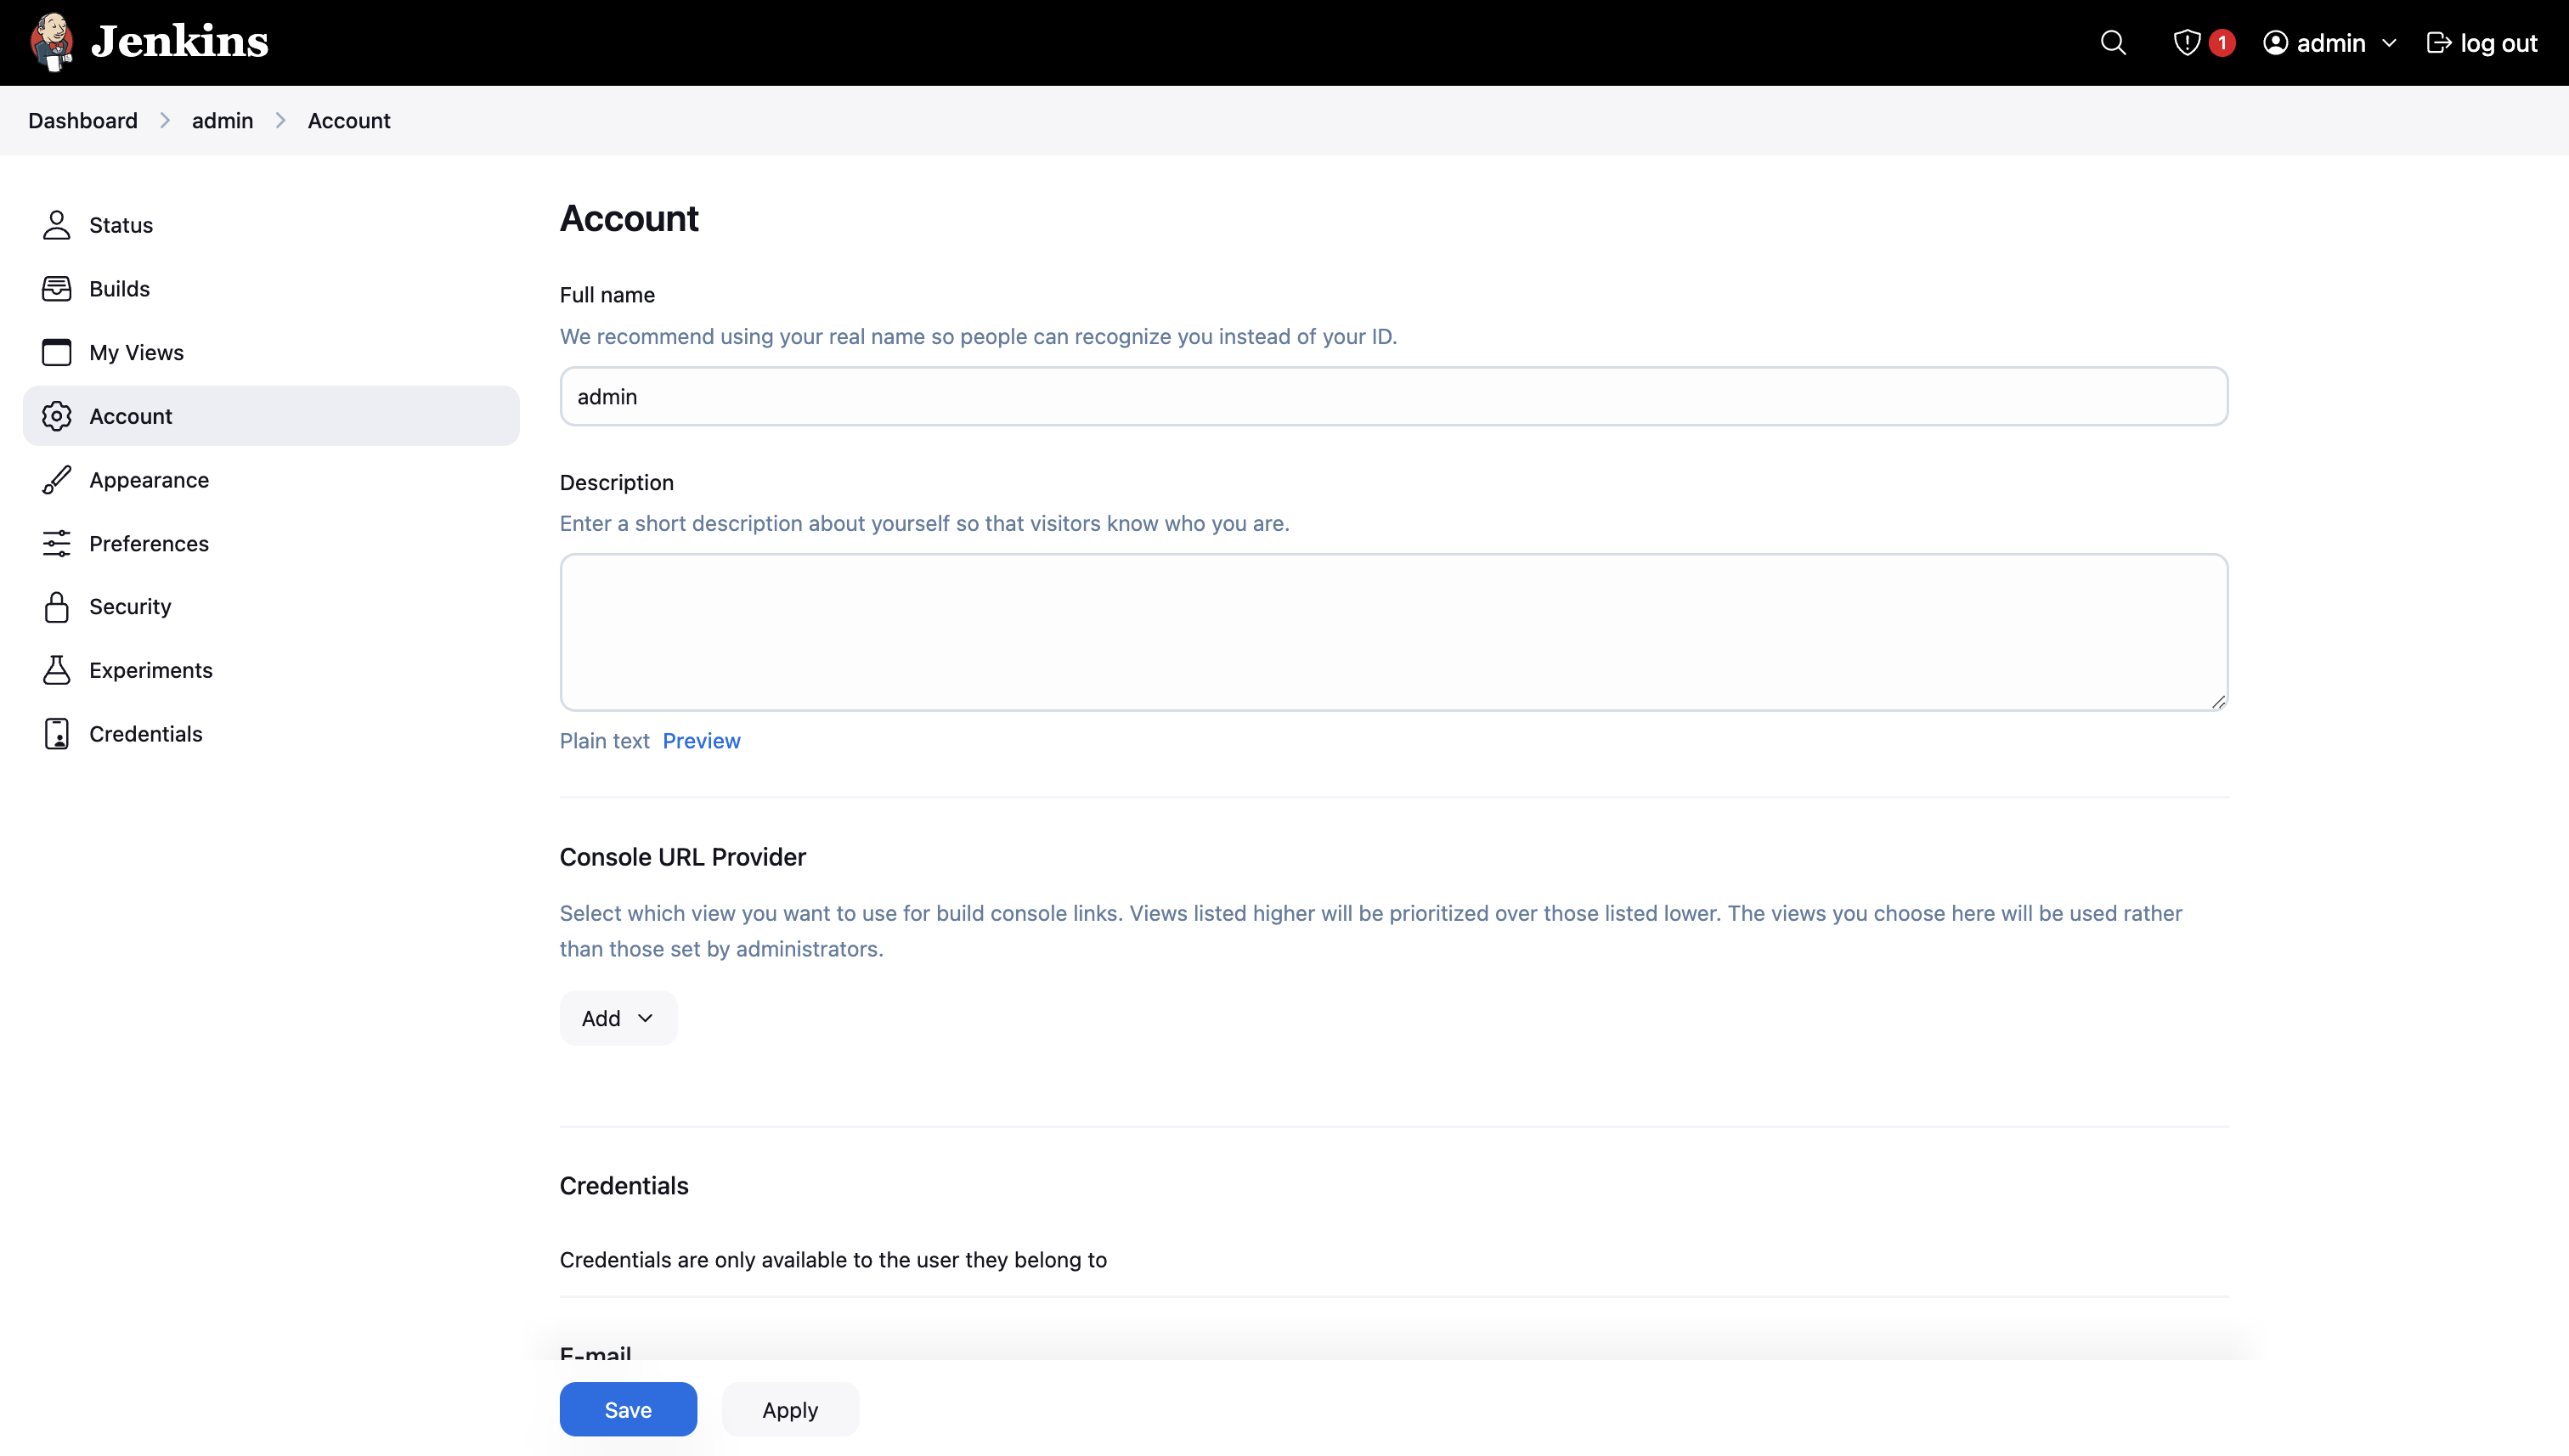 Jenkins
1
admin
log out
Dashboard
admin
Account
Status
Builds
My Views
Account
Appearance
Preferences
Security
Experiments
Credentials
Account
Full name
We recommend using your real name so people can recognize you instead of your ID.
admin
Description
Enter a short description about yourself so that visitors know who you are.
Plain text Preview
Console URL Provider
Select which view you want to use for build console links. Views listed higher will be prioritized over those listed lower. The views you choose here will be used rather
than those set by administrators.
Add
Credentials
Credentials are only available to the user they belong to
E-mail
Save
Apply